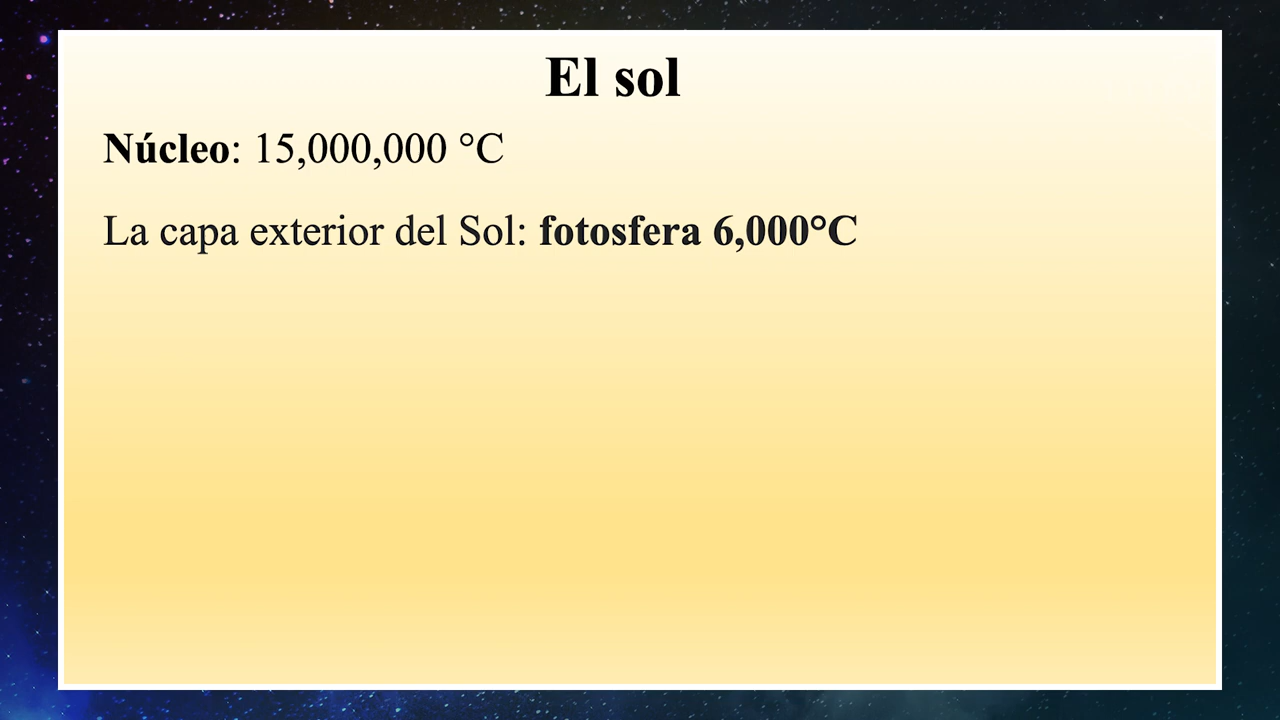 El sol
Núcleo: 15,000,000 °C
La capa exterior del Sol: fotosfera 6,000°C